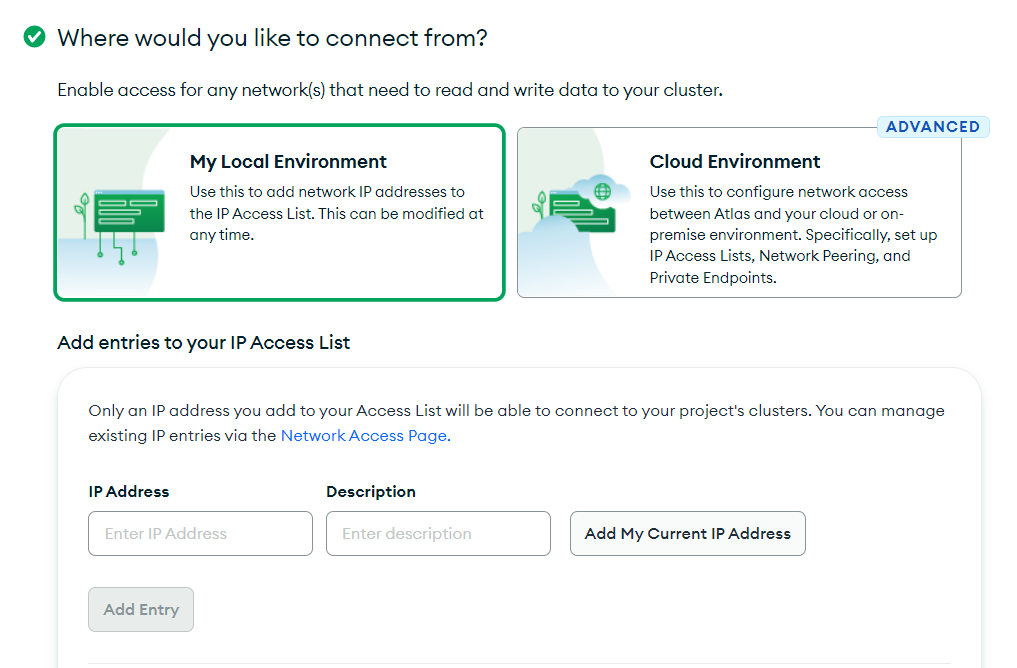 Where would you like to connect from?
Enable access for any network(s) that need to read and write data to your cluster.
My Local Environment
Use this to add network IP addresses to
the IP Access List. This can be modified at
any time.
ADVANCED
Cloud Environment
Use this to configure network access
between Atlas and your cloud or on-
premise environment. Specifically, set up
IP Access Lists, Network Peering, and
Private Endpoints.
Add entries to your IP Access List
Only an IP address you add to your Access List will be able to connect to your project's clusters. You can manage
existing IP entries via the Network Access Page.
IP Address
Description
Enter IP Address
Enter description
Add My Current IP Address
Add Entry